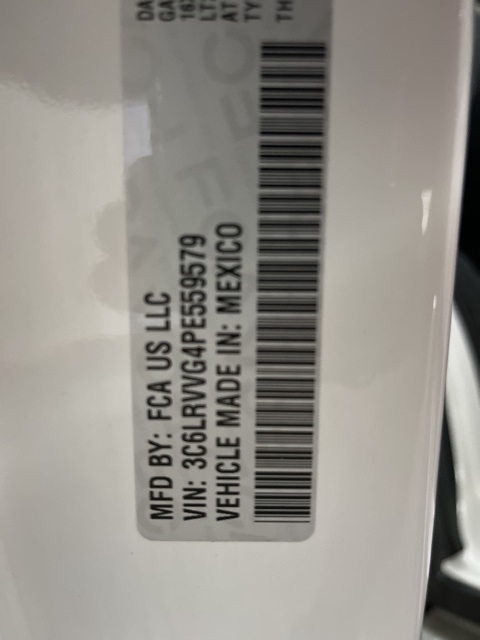 MFD BY: FCA US LLC
VIN: 3C6LRVVG4PE559579
VEHICLE MADE IN: MEXICO